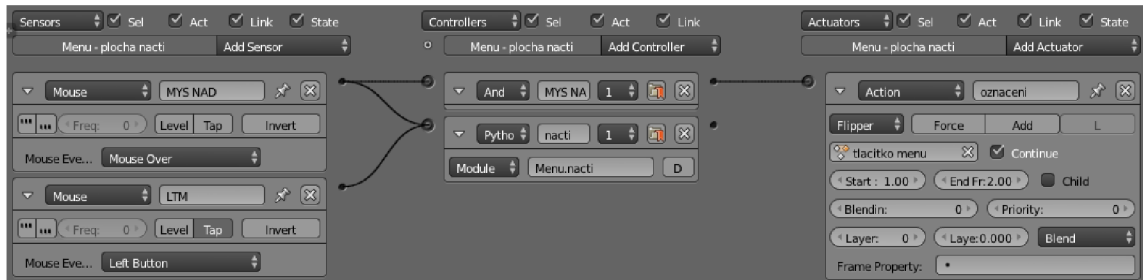 Sensors Sel Act Link State
Menu - plocha nacti Add Sensor
Mouse MYS NAD
Freq: 0 Level Tap Invert
Mouse Eve... Mouse Over
Mouse LTM
Freq: 0 Level Tap Invert
Mouse Eve... Left Button
Controllers Sel Act Link
Menu - plocha nacti Add Controller
And MYS NA 1
Pytho nacti 1
Module Menu.nacti D
Actuators Sel Act Link State
Menu - plocha nacti Add Actuator
Action oznaceni
Flipper Force Add L
tlacitko menu Continue
Start : 1.00 End Fr:2.00 Child
Blendin: 0 Priority: 0
Layer: 0 Laye:0.000 Blend
Frame Property: